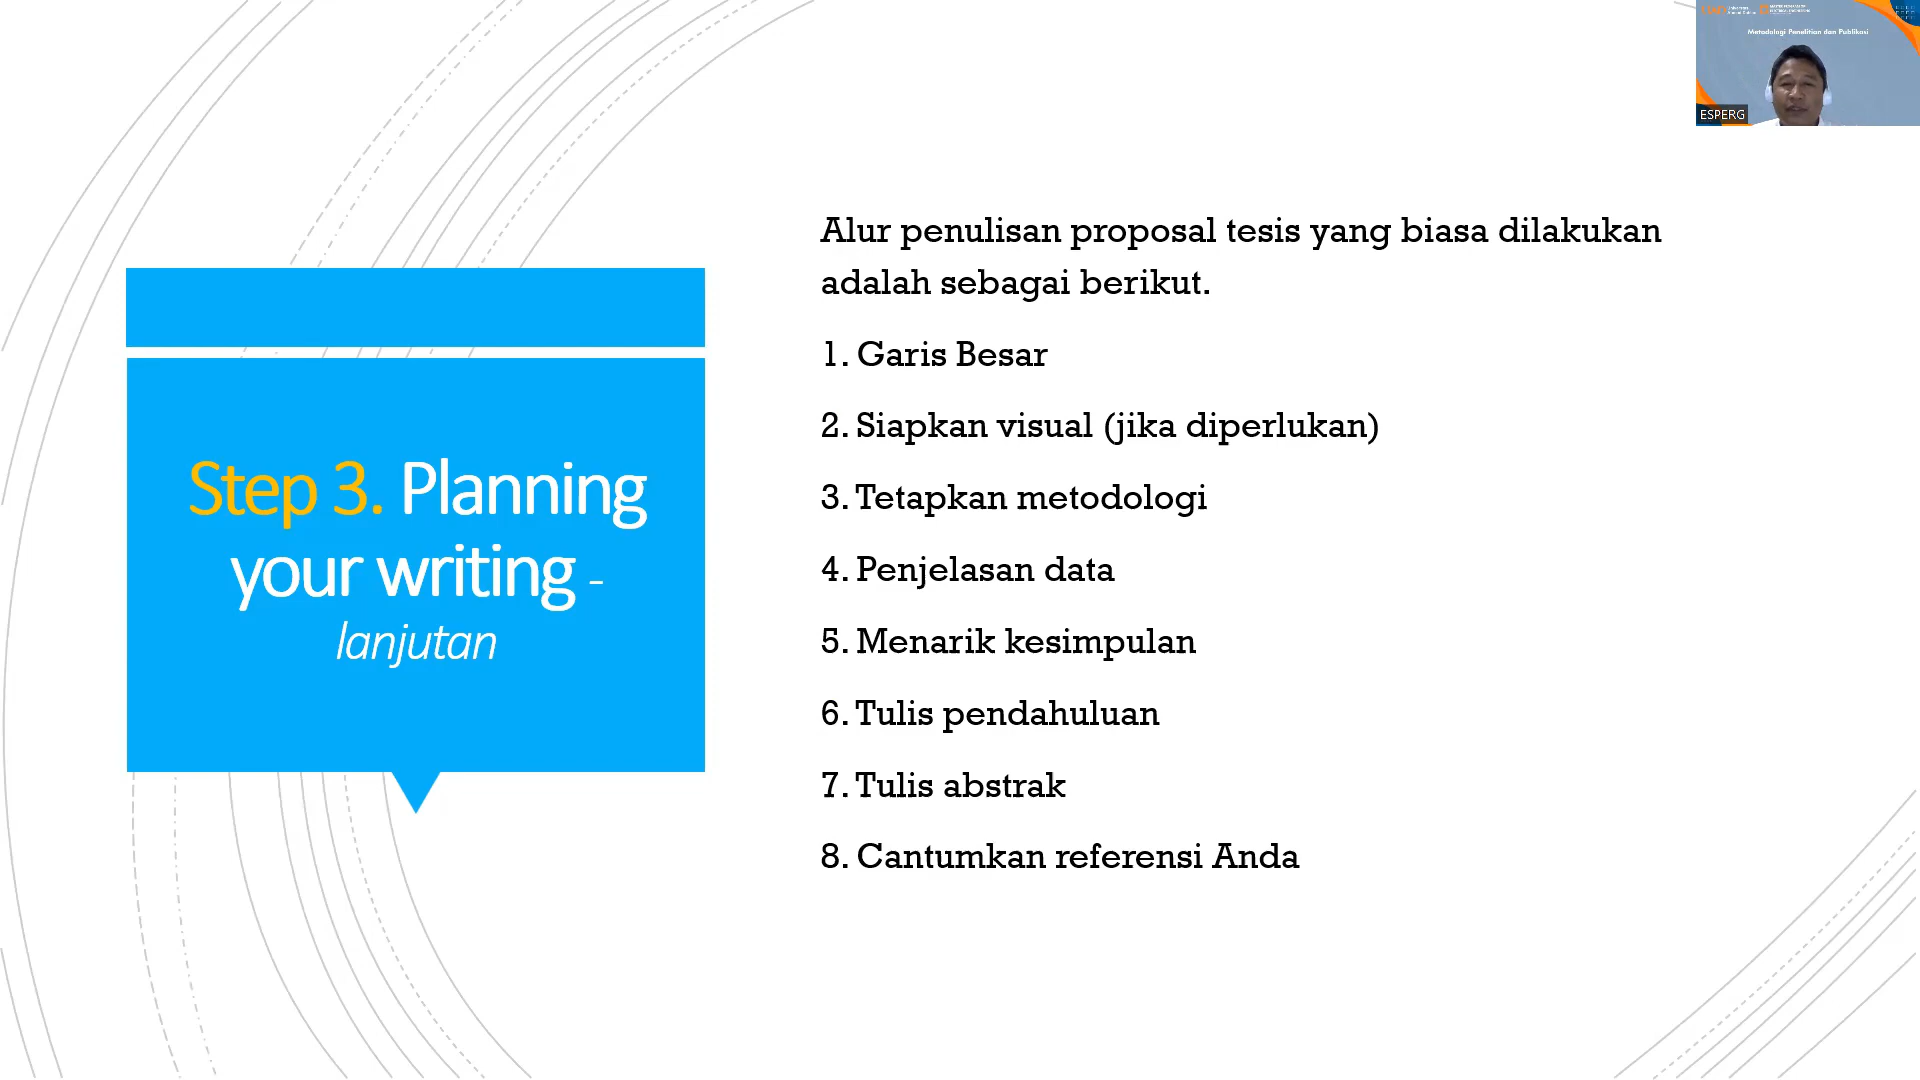 Step 3. Planning
your writing -
lanjutan
Alur penulisan proposal tesis yang biasa dilakukan
adalah sebagai berikut.
1. Garis Besar
2. Siapkan visual (jika diperlukan)
3. Tetapkan metodologi
4. Penjelasan data
5. Menarik kesimpulan
6. Tulis pendahuluan
7. Tulis abstrak
8. Cantumkan referensi Anda
Metodologi Penelitian dan Publikasi
ESPERG